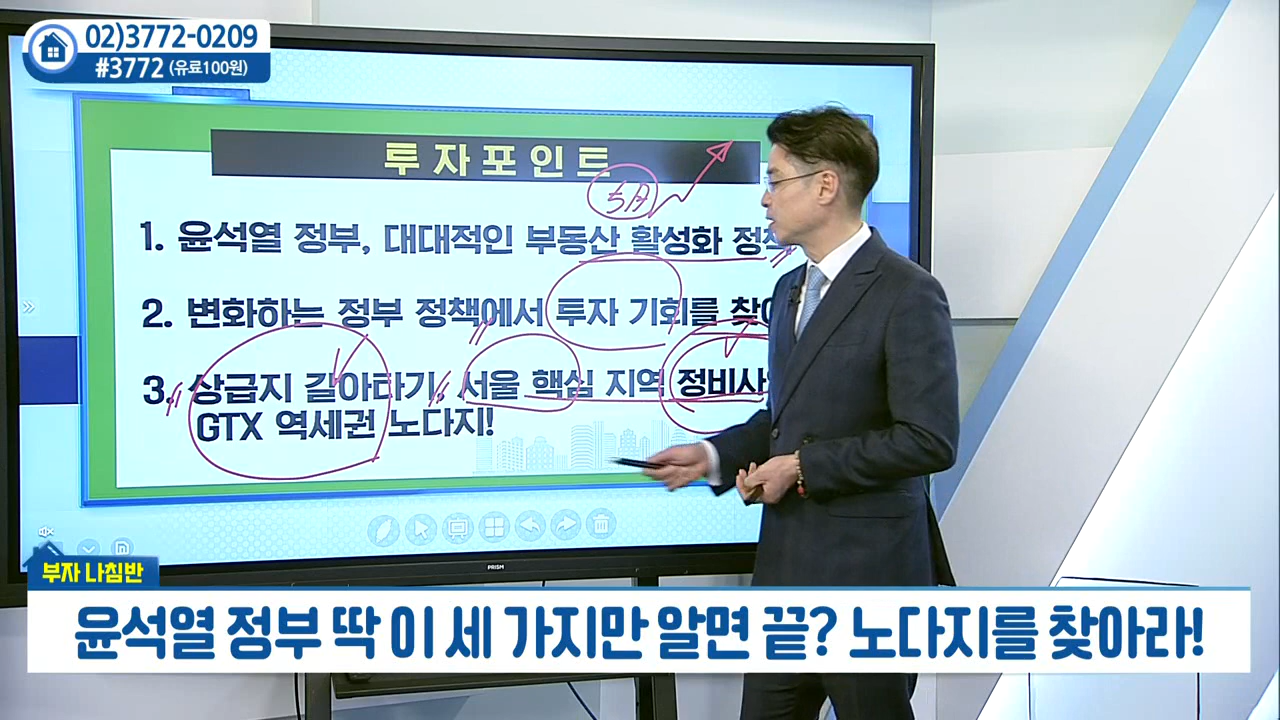 02)3772-0209
#3772 (유료100원)
투자포인트
5년
1. 윤석열 정부, 대대적인 부동산 활성화 정책
2. 변화하는 정부 정책에서 투자 기회를
3. 상급지 갈아타기, 서울 핵심 지역 정비사
GTX 역세권 노다지!
PRISM
부자 나침반
윤석열 정부 딱 이 세 가지만 알면 끝? 노다지를 찾아라!